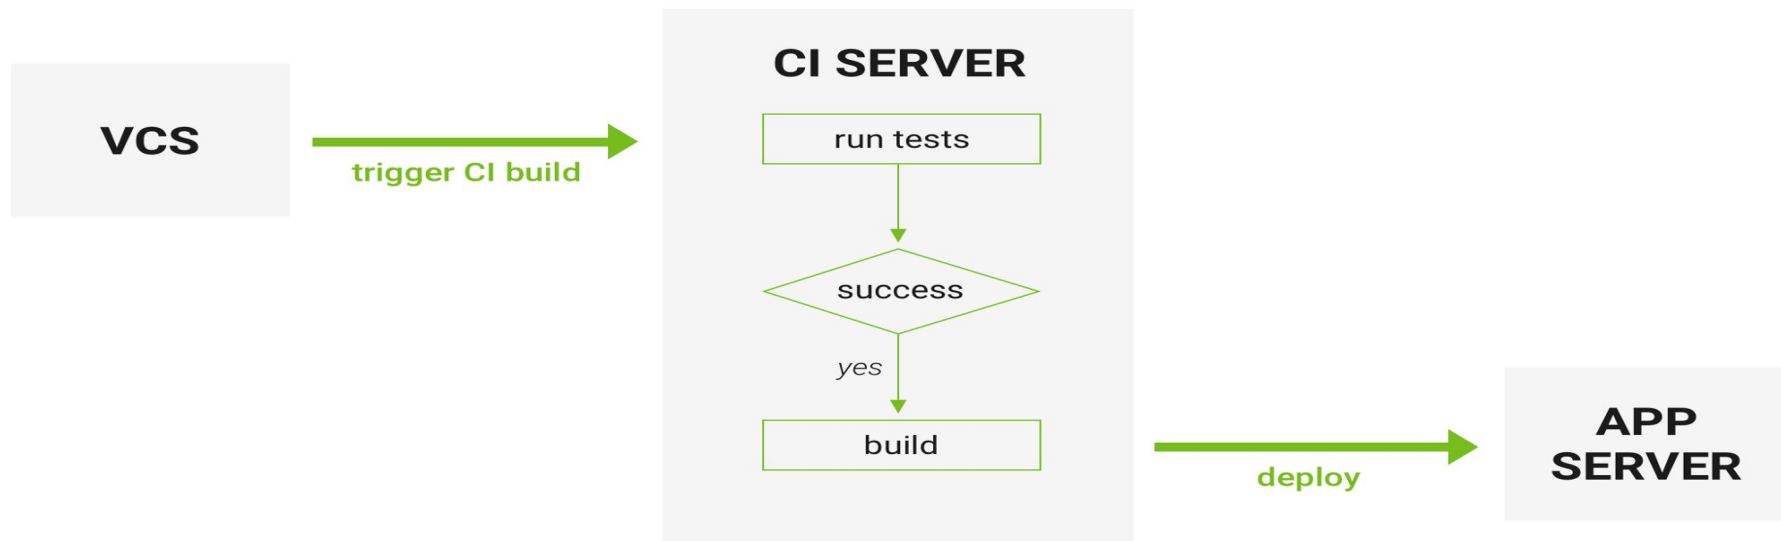 VCS
trigger CI build
CI SERVER
run tests
success
yes
build
deploy
APP
SERVER